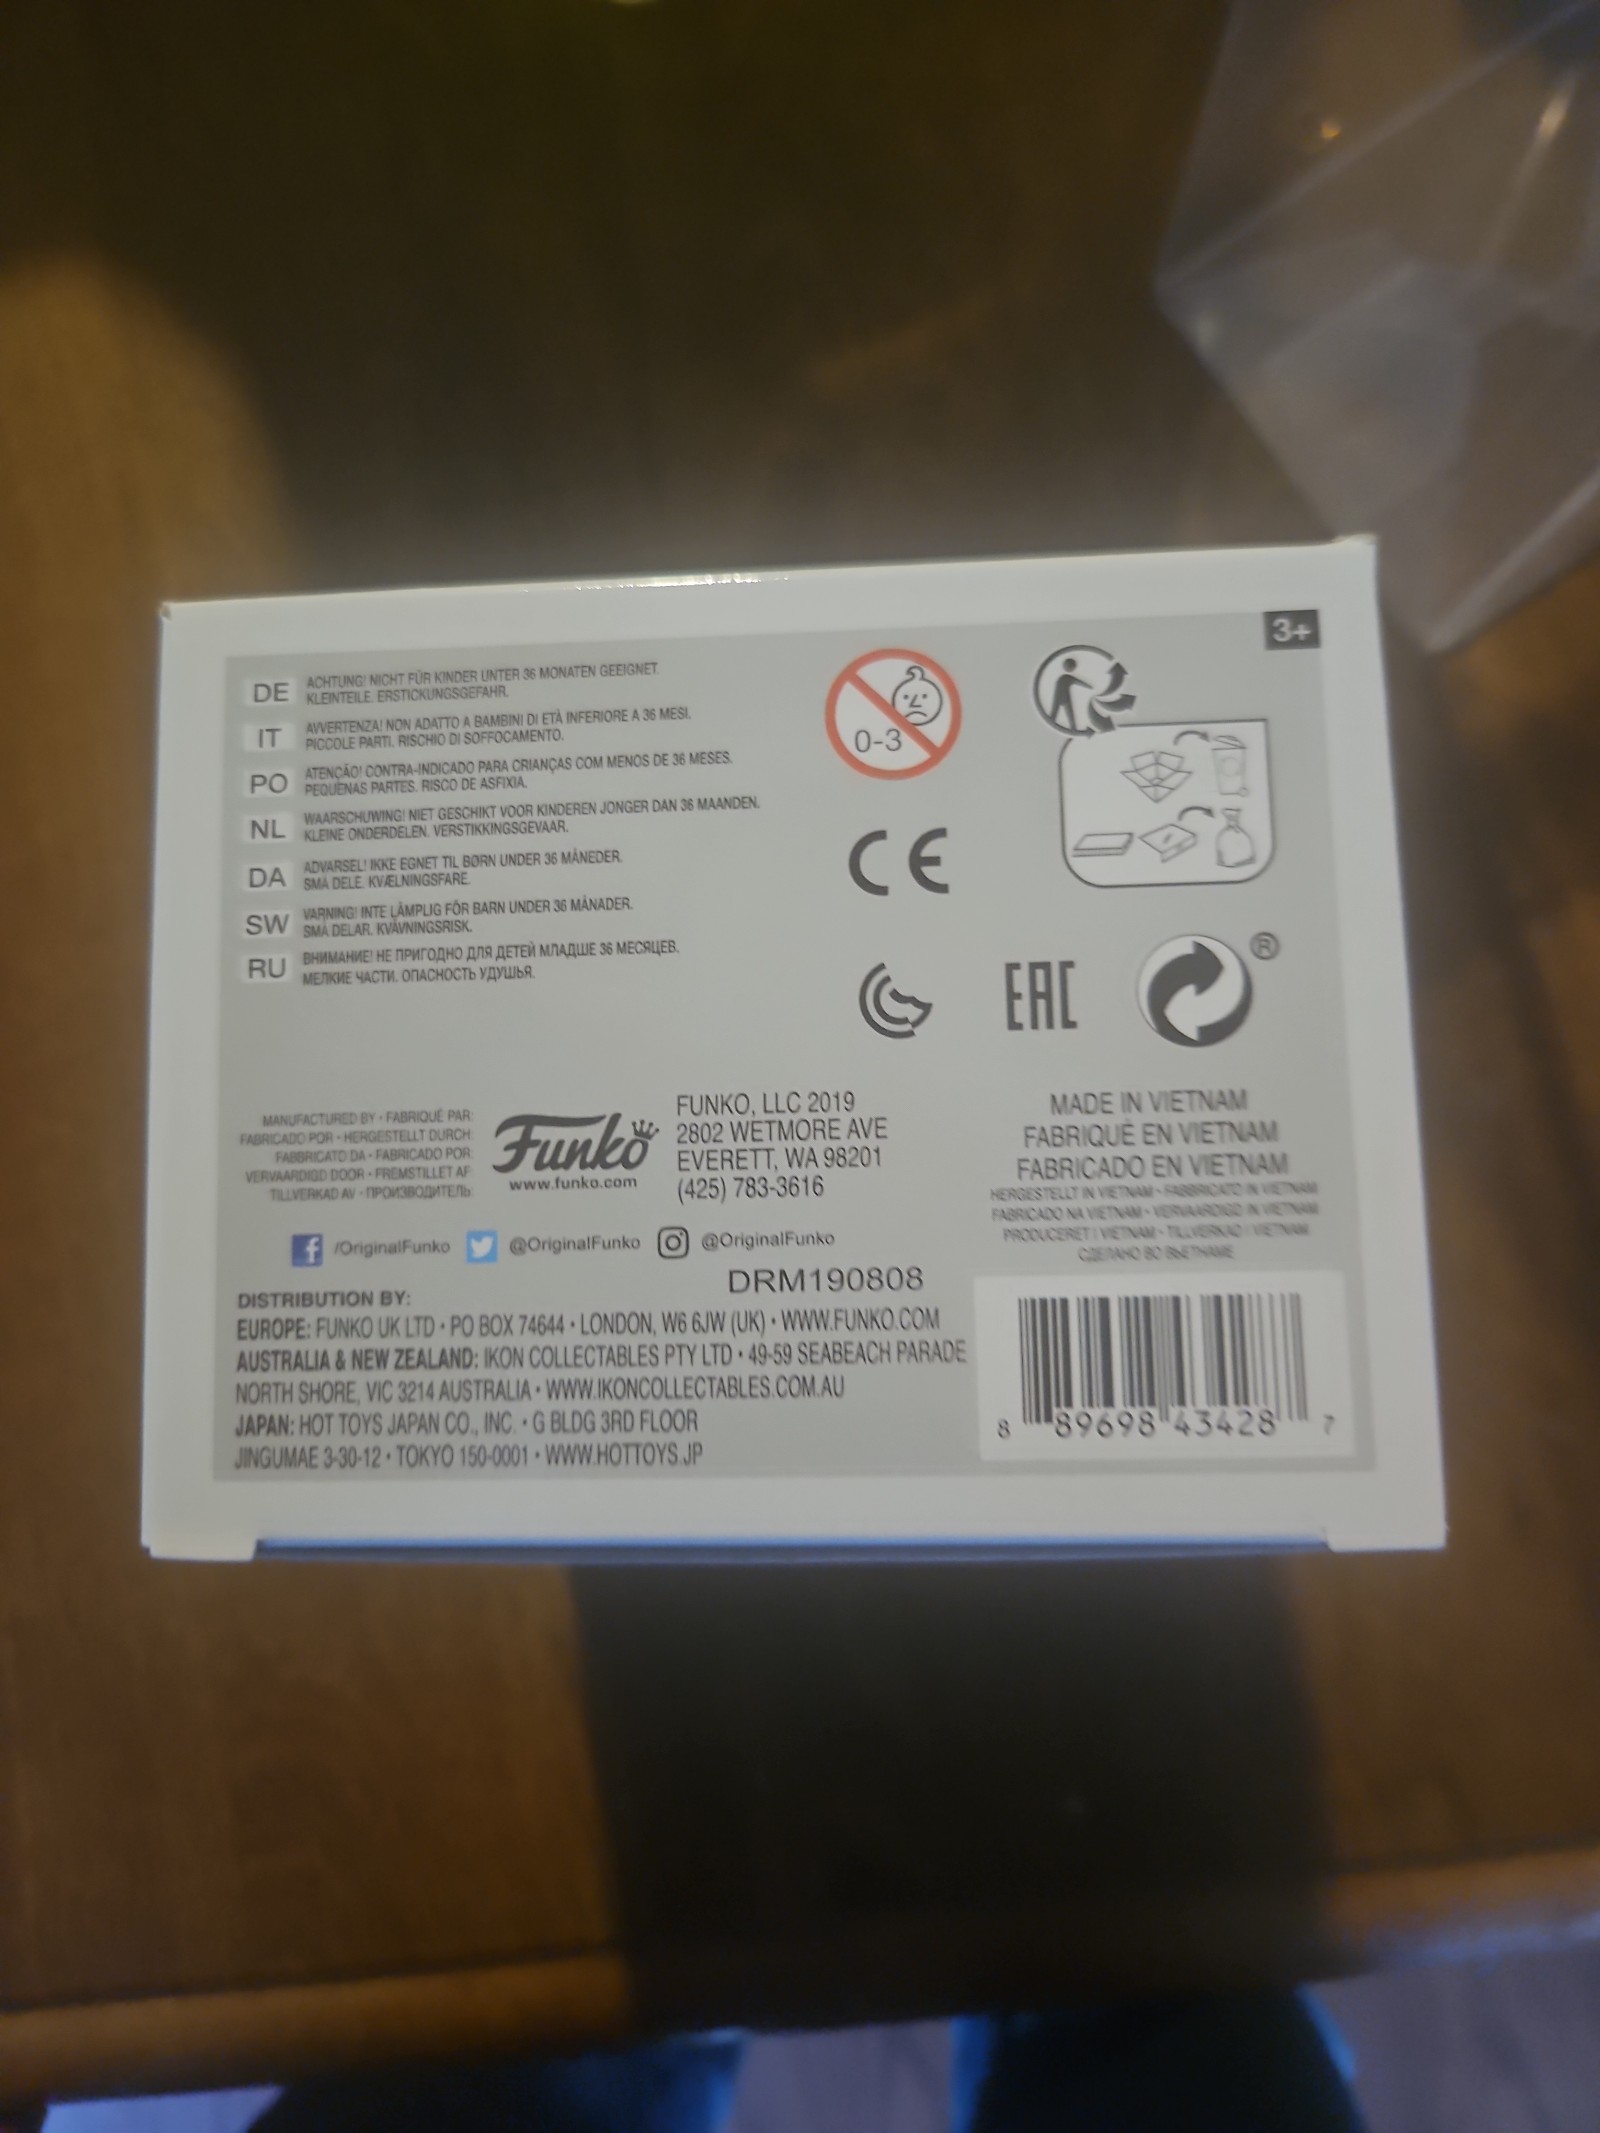 3+
DE
ACHTUNG! NICHT FÜR KINDER UNTER 36 MONATEN GEEIGNET.
KLEINTEILE. ERSTICKUNGSGEFAHR.
IT
AVVERTENZA! NON ADATTO A BAMBINI DI ETÀ INFERIORE A 36 MESI.
PICCOLE PARTI. RISCHIO DI SOFFOCAMENTO.
PO
ATENÇÃO! CONTRA-INDICADO PARA CRIANÇAS COM MENOS DE 36 MESES.
PEQUENAS PARTES. RISCO DE ASFIXIA.
NL
WAARSCHUWING! NIET GESCHIKT VOOR KINDEREN JONGER DAN 36 MAANDEN.
KLEINE ONDERDELEN. VERSTIKKINGSGEVAAR.
DA
ADVARSEL! IKKE EGNET TIL BØRN UNDER 36 MÅNEDER.
SMÅ DELE. KVÆLNINGSFARE.
SW
VARNING! INTE LÄMPLIG FÖR BARN UNDER 36 MÅNADER.
SMÅ DELAR. KVÄVNINGSRISK.
RU
ВНИМАНИЕ! НЕ ПРИГОДНО ДЛЯ ДЕТЕЙ МЛАДШЕ 36 МЕСЯЦЕВ.
МЕЛКИЕ ЧАСТИ. ОПАСНОСТЬ УДУШЬЯ.
0-3
CE
EAC
®
MANUFACTURED BY • FABRIQUÉ PAR:
FABRICADO POR • HERGESTELLT DURCH:
FABBRICATO DA • FABRICADO POR:
VERVAARDIGD DOOR • FREMSTILLET AF:
TILLVERKAD AV • ПРОИЗВОДИТЕЛЬ:
Funko
www.funko.com
FUNKO, LLC 2019
2802 WETMORE AVE
EVERETT, WA 98201
(425) 783-3616
MADE IN VIETNAM
FABRIQUÉ EN VIETNAM
FABRICADO EN VIETNAM
HERGESTELLT IN VIETNAM • FABBRICATO IN VIETNAM
FABRICADO NA VIETNAM • VERVAARDIGD IN VIETNAM
PRODUCERET I VIETNAM • TILLVERKAD I VIETNAM
СДЕЛАНО ВО ВЬЕТНАМЕ
f /OriginalFunko @OriginalFunko @OriginalFunko
DRM190808
DISTRIBUTION BY:
EUROPE: FUNKO UK LTD • PO BOX 74644 • LONDON, W6 6JW (UK) • WWW.FUNKO.COM
AUSTRALIA & NEW ZEALAND: IKON COLLECTABLES PTY LTD • 49-59 SEABEACH PARADE
NORTH SHORE, VIC 3214 AUSTRALIA • WWW.IKONCOLLECTABLES.COM.AU
JAPAN: HOT TOYS JAPAN CO., INC. • G BLDG 3RD FLOOR
JINGUMAE 3-30-12 • TOKYO 150-0001 • WWW.HOTTOYS.JP
8 89698 43428 7